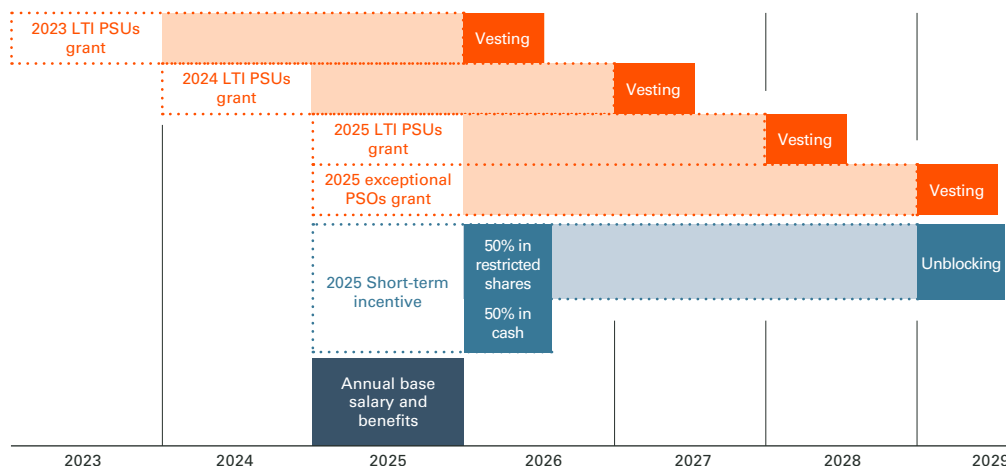 2023 LTI PSUs
grant
Vesting
2024 LTI PSUs
grant
Vesting
2025 LTI PSUs
grant
Vesting
2025 exceptional
PSOs grant
Vesting
2025 Short-term
incentive
50% in
restricted
shares
50% in
cash
Unblocking
Annual base
salary and
benefits
2023
2024
2025
2026
2027
2028
2029